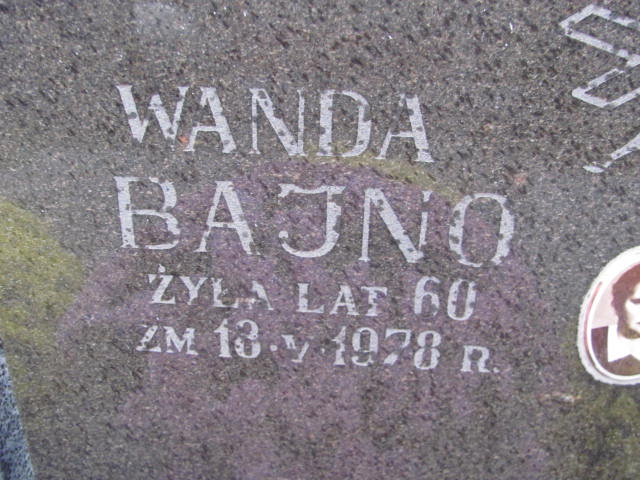 WANDA
BAJNO
ŻYŁA LAT 60
ZM 13·V·1978 R.